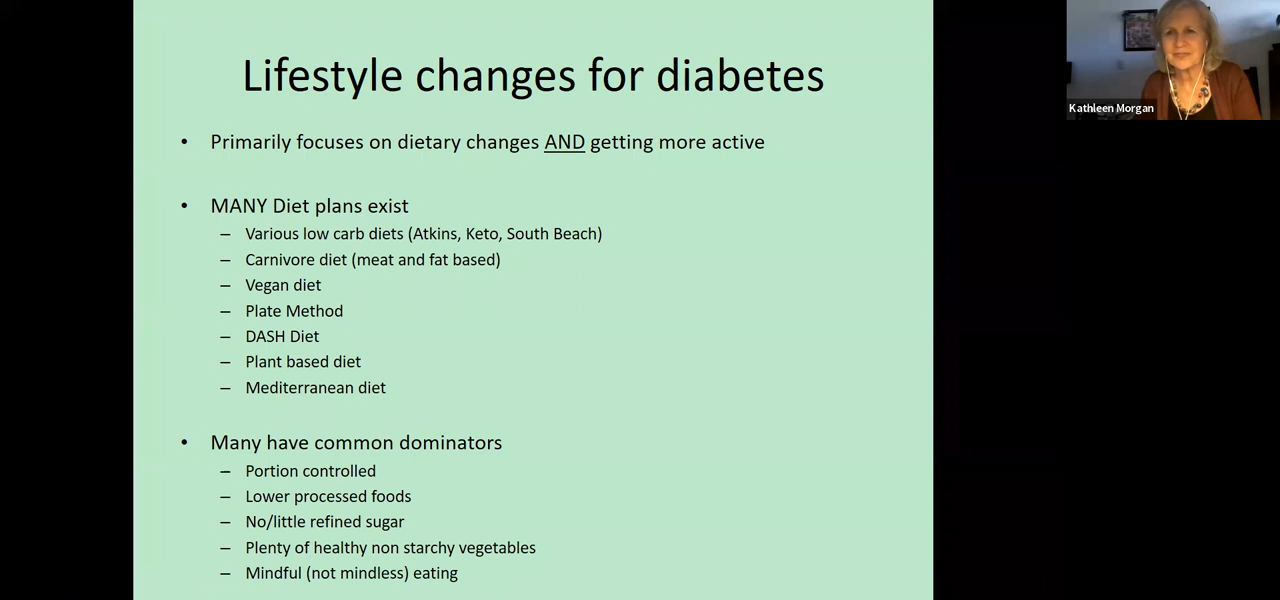 Lifestyle changes for diabetes
• Primarily focuses on dietary changes AND getting more active
• MANY Diet plans exist
– Various low carb diets (Atkins, Keto, South Beach)
– Carnivore diet (meat and fat based)
– Vegan diet
– Plate Method
– DASH Diet
– Plant based diet
– Mediterranean diet
• Many have common dominators
– Portion controlled
– Lower processed foods
– No/little refined sugar
– Plenty of healthy non starchy vegetables
– Mindful (not mindless) eating
Kathleen Morgan